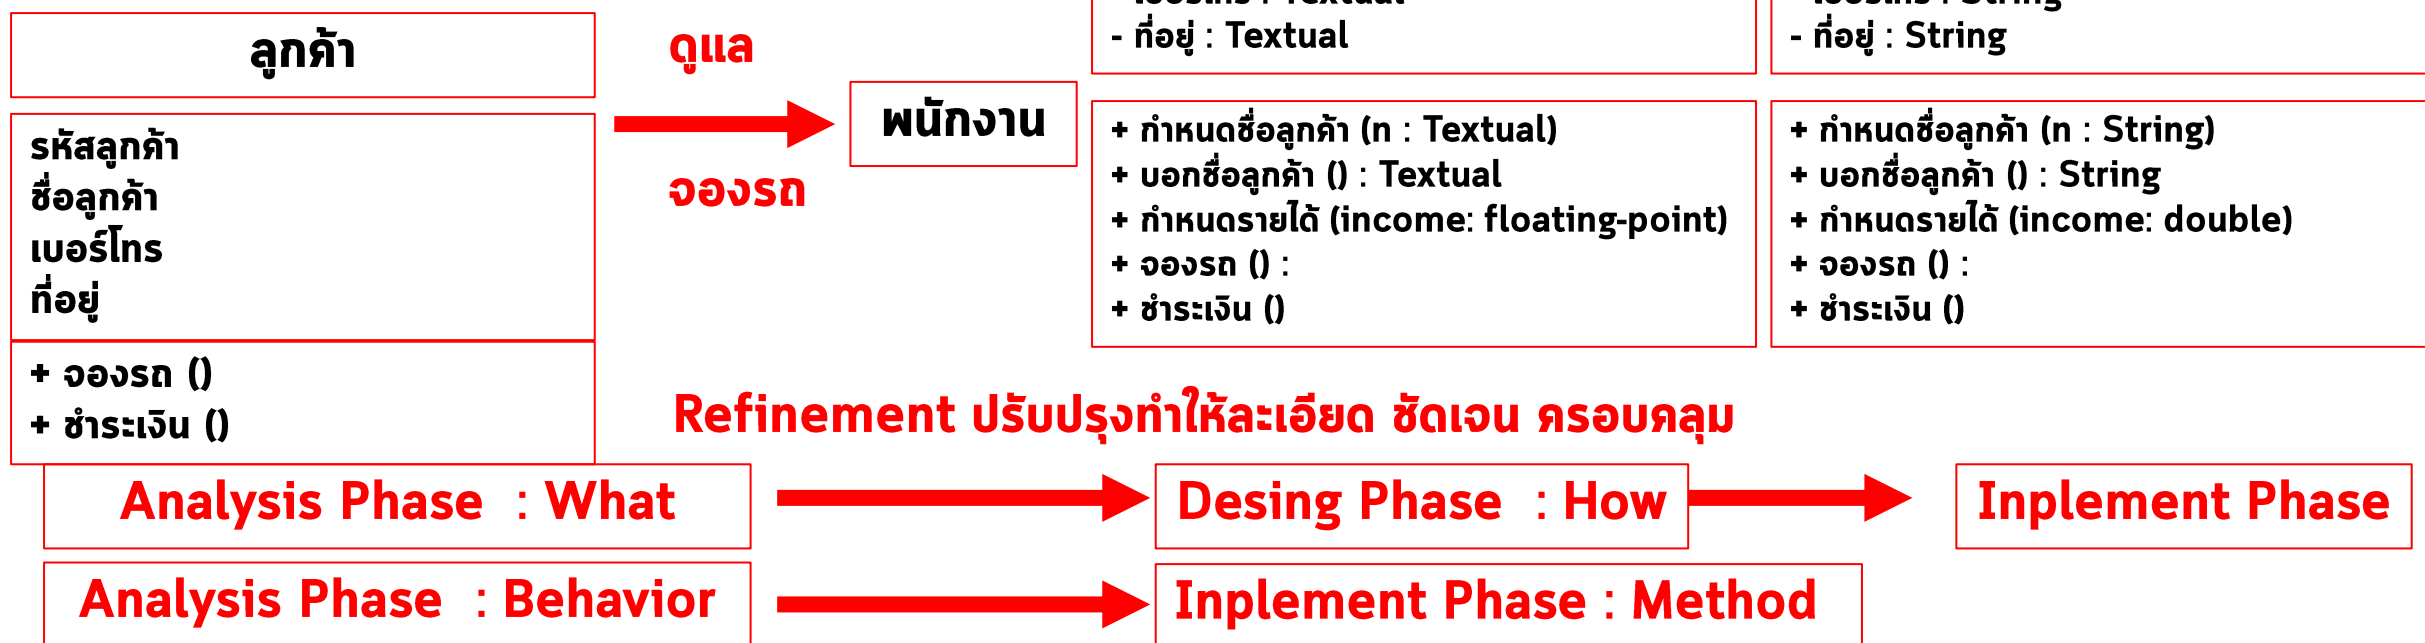 ลูกค้า
รหัสลูกค้า
ชื่อลูกค้า
เบอร์โทร
ที่อยู่
+ จองรถ ()
+ ชำระเงิน ()
ดูแล
จองรถ
พนักงาน
- ที่อยู่ : Textual
+ กำหนดชื่อลูกค้า (n : Textual)
+ บอกชื่อลูกค้า () : Textual
+ กำหนดรายได้ (income: floating-point)
+ จองรถ () :
+ ชำระเงิน ()
- ที่อยู่ : String
+ กำหนดชื่อลูกค้า (n : String)
+ บอกชื่อลูกค้า () : String
+ กำหนดรายได้ (income: double)
+ จองรถ () :
+ ชำระเงิน ()
Refinement ปรับปรุงทำให้ละเอียด ชัดเจน ครอบคลุม
Analysis Phase : What
Desing Phase : How
Inplement Phase
Analysis Phase : Behavior
Inplement Phase : Method